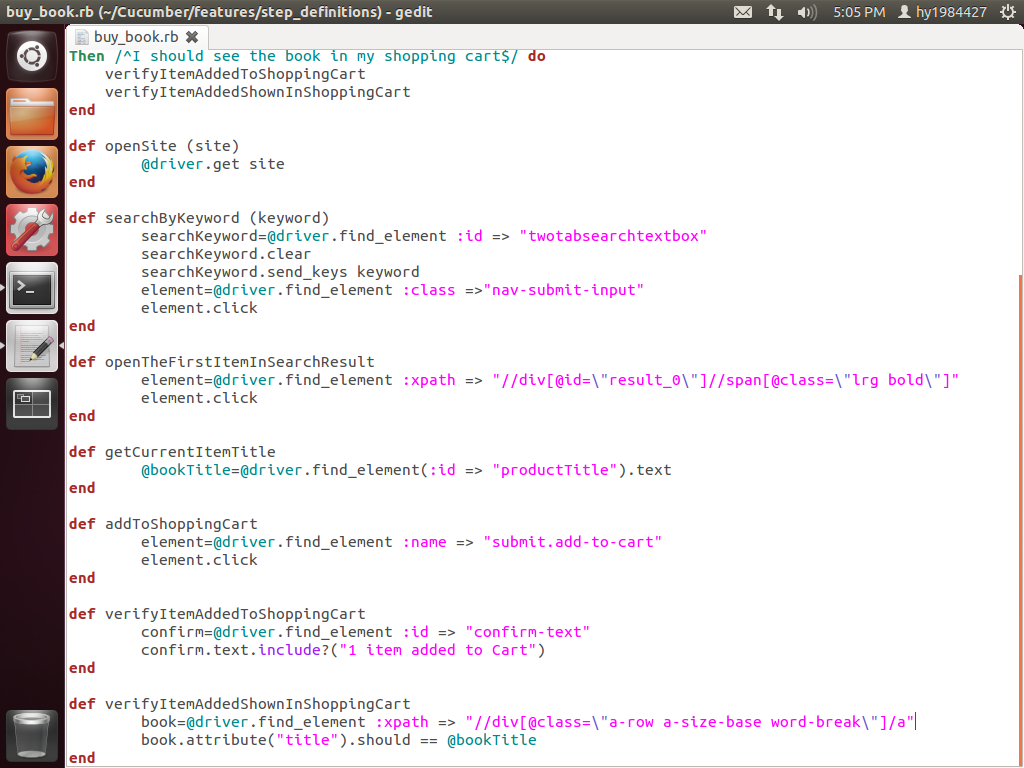 buy_book.rb (~/Cucumber/features/step_definitions) - gedit
5:05 PM
hy1984427
buy_book.rb
Then /^I should see the book in my shopping cart$/ do
    verifyItemAddedToShoppingCart
    verifyItemAddedShownInShoppingCart
end
def openSite (site)
        @driver.get site
end
def searchByKeyword (keyword)
        searchKeyword=@driver.find_element :id => "twotabsearchtextbox"
        searchKeyword.clear
        searchKeyword.send_keys keyword
        element=@driver.find_element :class =>"nav-submit-input"
        element.click
end
def openTheFirstItemInSearchResult
        element=@driver.find_element :xpath => "//div[@id=\"result_0\"]//span[@class=\"lrg bold\"]"
        element.click
end
def getCurrentItemTitle
        @bookTitle=@driver.find_element(:id => "productTitle").text
end
def addToShoppingCart
        element=@driver.find_element :name => "submit.add-to-cart"
        element.click
end
def verifyItemAddedToShoppingCart
        confirm=@driver.find_element :id => "confirm-text"
        confirm.text.include?("1 item added to Cart")
end
def verifyItemAddedShownInShoppingCart
        book=@driver.find_element :xpath => "//div[@class=\"a-row a-size-base word-break\"]/a"
        book.attribute("title").should == @bookTitle
end